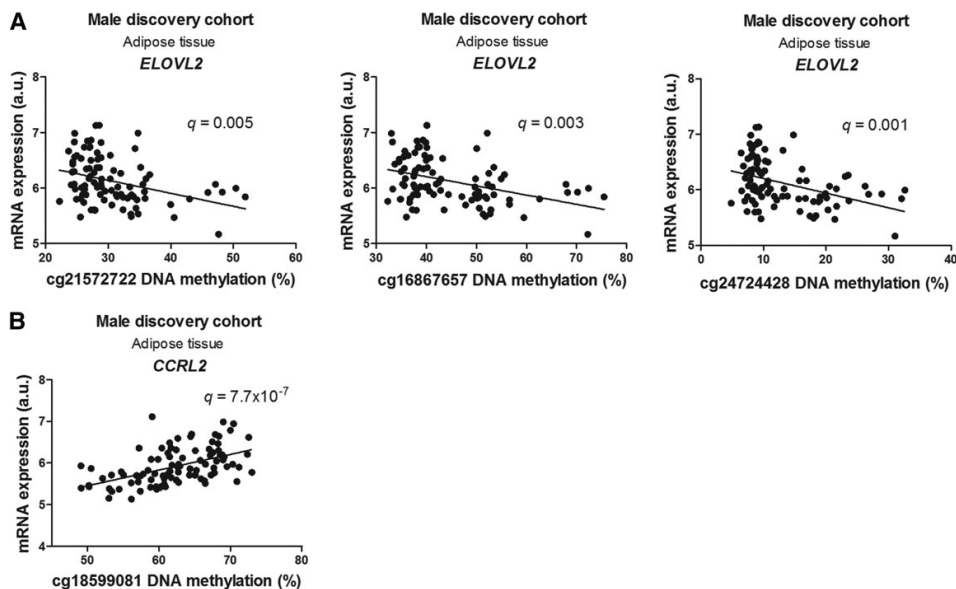 A
Male discovery cohort
Adipose tissue
ELOVL2
q = 0.005
mRNA expression (a.u.)
8
7
6
5
20 30 40 50 60
cg21572722 DNA methylation (%)
Male discovery cohort
Adipose tissue
ELOVL2
q = 0.003
mRNA expression (a.u.)
8
7
6
5
30 40 50 60 70 80
cg16867657 DNA methylation (%)
Male discovery cohort
Adipose tissue
ELOVL2
q = 0.001
mRNA expression (a.u.)
8
7
6
5
0 10 20 30 40
cg24724428 DNA methylation (%)
B
Male discovery cohort
Adipose tissue
CCRL2
q = 7.7x10⁻⁷
mRNA expression (a.u.)
8
7
6
5
4
50 60 70 80
cg18599081 DNA methylation (%)